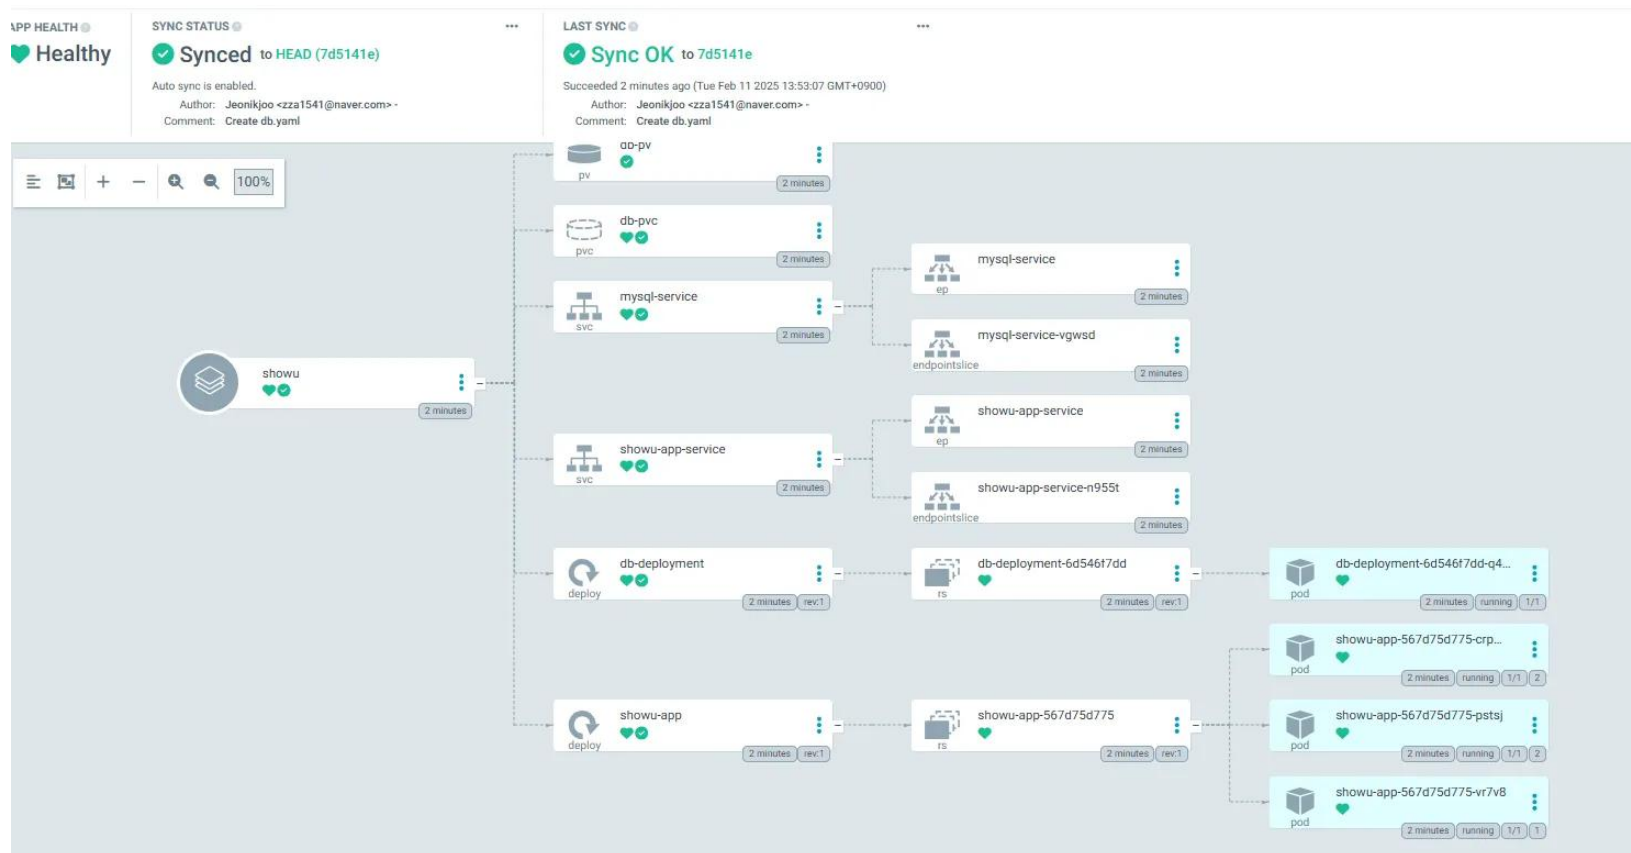 APP HEALTH
Healthy
SYNC STATUS
Synced to HEAD (7d5141e)
Auto sync is enabled.
Author: Jeonikjoo <zza1541@naver.com> -
Comment: Create db.yaml
LAST SYNC
Sync OK to 7d5141e
Succeeded 2 minutes ago (Tue Feb 11 2025 13:53:07 GMT+0900)
Author: Jeonikjoo <zza1541@naver.com> -
Comment: Create db.yaml
100%
showu
2 minutes
db-pv
pv
2 minutes
db-pvc
pvc
2 minutes
mysql-service
svc
2 minutes
mysql-service
ep
2 minutes
mysql-service-vgwsd
endpointslice
2 minutes
showu-app-service
svc
2 minutes
showu-app-service
ep
2 minutes
showu-app-service-n955t
endpointslice
2 minutes
db-deployment
deploy
2 minutes rev:1
db-deployment-6d546f7dd
rs
2 minutes rev:1
db-deployment-6d546f7dd-q4...
pod
2 minutes running 1/1
showu-app
deploy
2 minutes rev:1
showu-app-567d75d775
rs
2 minutes rev:1
showu-app-567d75d775-crp...
pod
2 minutes running 1/1 2
showu-app-567d75d775-pstsj
pod
2 minutes running 1/1 2
showu-app-567d75d775-vr7v8
pod
2 minutes running 1/1 1